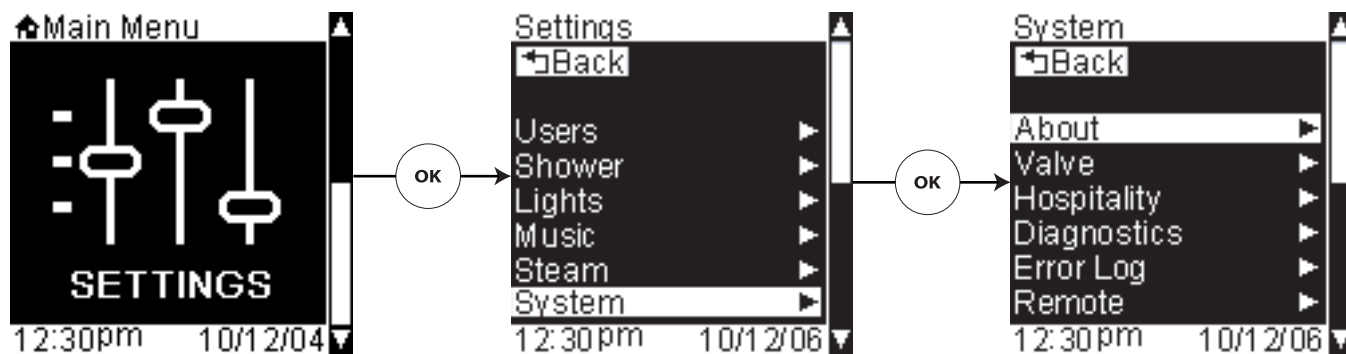 Main Menu
SETTINGS
12:30pm 10/12/04
OK
Settings
Back
Users
Shower
Lights
Music
Steam
System
12:30pm 10/12/06
OK
System
Back
About
Valve
Hospitality
Diagnostics
Error Log
Remote
12:30pm 10/12/06